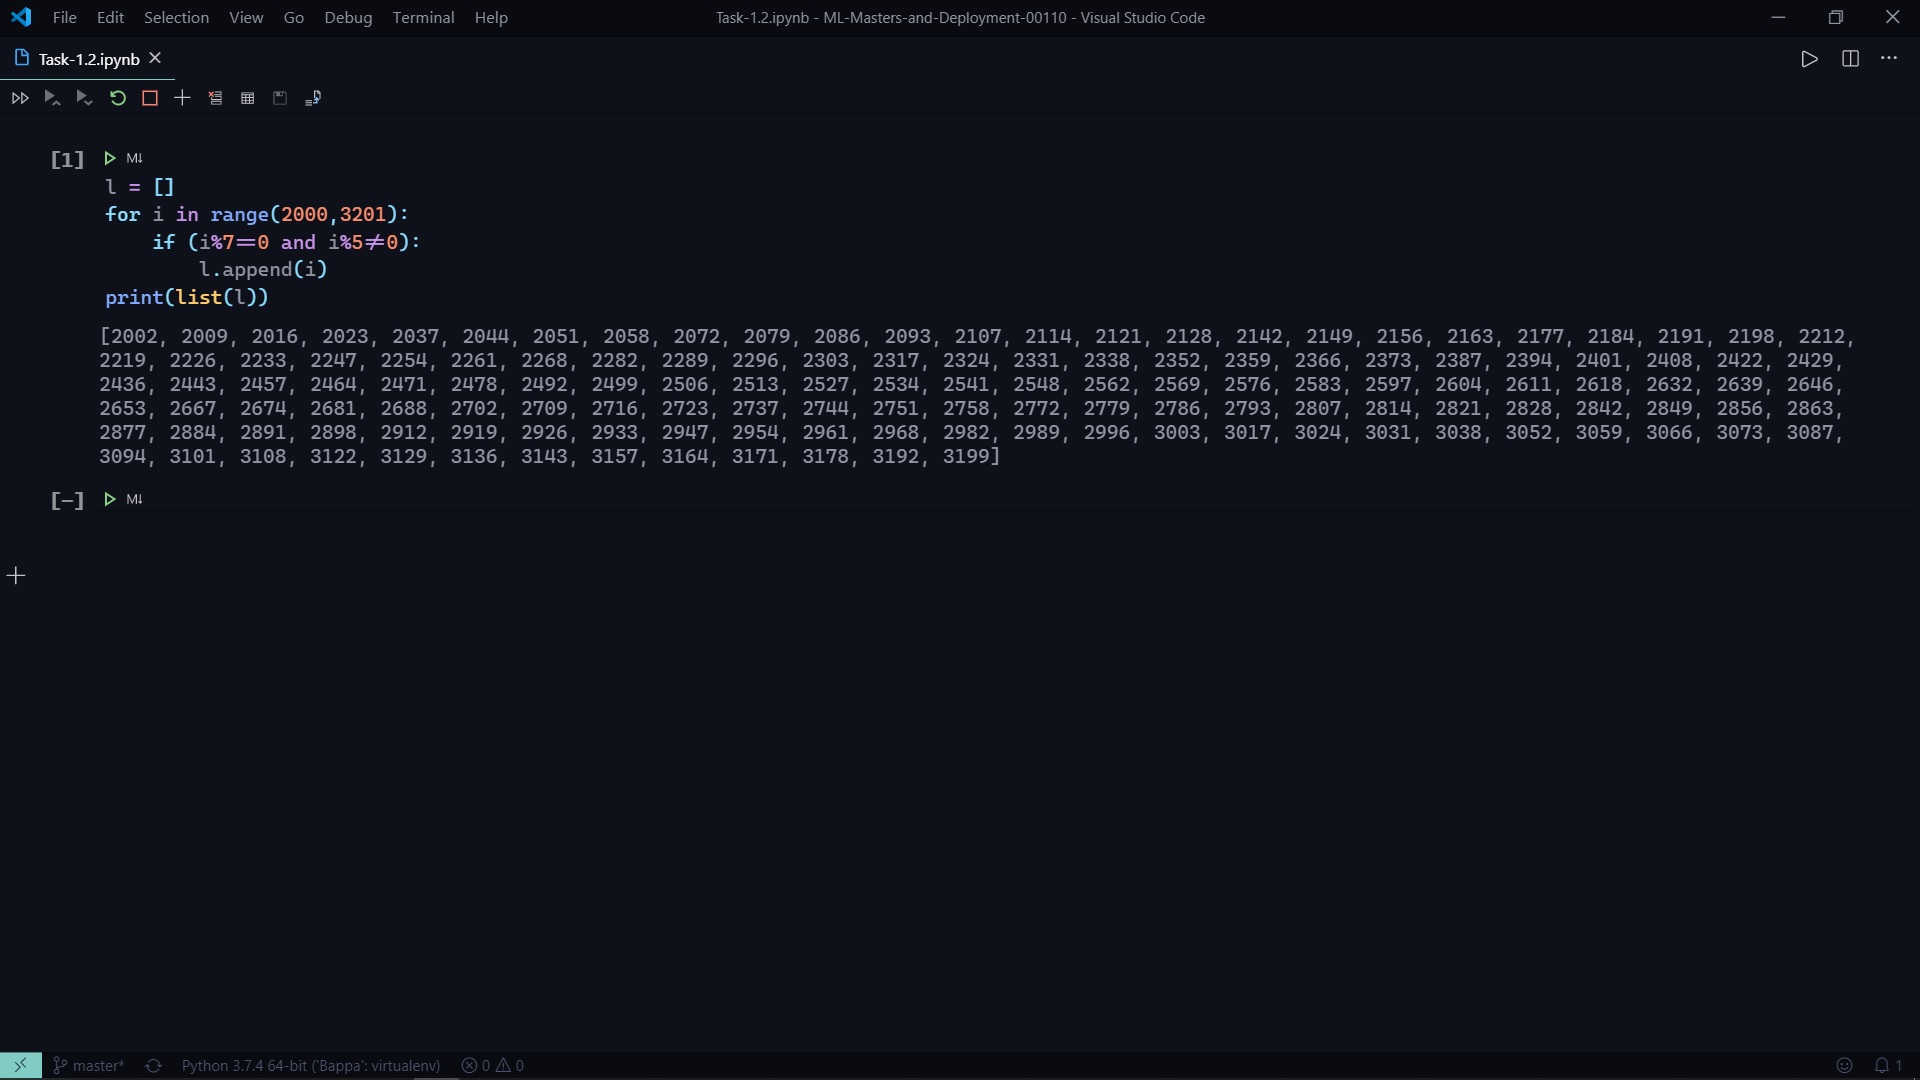 File Edit Selection View Go Debug Terminal Help Task-1.2.ipynb - ML-Masters-and-Deployment-00110 - Visual Studio Code
Task-1.2.ipynb
[1] M↓
l = []
for i in range(2000,3201):
    if (i%7==0 and i%5≠0):
        l.append(i)
print(list(l))
[2002, 2009, 2016, 2023, 2037, 2044, 2051, 2058, 2072, 2079, 2086, 2093, 2107, 2114, 2121, 2128, 2142, 2149, 2156, 2163, 2177, 2184, 2191, 2198, 2212,
2219, 2226, 2233, 2247, 2254, 2261, 2268, 2282, 2289, 2296, 2303, 2317, 2324, 2331, 2338, 2352, 2359, 2366, 2373, 2387, 2394, 2401, 2408, 2422, 2429,
2436, 2443, 2457, 2464, 2471, 2478, 2492, 2499, 2506, 2513, 2527, 2534, 2541, 2548, 2562, 2569, 2576, 2583, 2597, 2604, 2611, 2618, 2632, 2639, 2646,
2653, 2667, 2674, 2681, 2688, 2702, 2709, 2716, 2723, 2737, 2744, 2751, 2758, 2772, 2779, 2786, 2793, 2807, 2814, 2821, 2828, 2842, 2849, 2856, 2863,
2877, 2884, 2891, 2898, 2912, 2919, 2926, 2933, 2947, 2954, 2961, 2968, 2982, 2989, 2996, 3003, 3017, 3024, 3031, 3038, 3052, 3059, 3066, 3073, 3087,
3094, 3101, 3108, 3122, 3129, 3136, 3143, 3157, 3164, 3171, 3178, 3192, 3199]
[-] M↓
master* Python 3.7.4 64-bit ('Bappa': virtualenv) 0 0 1